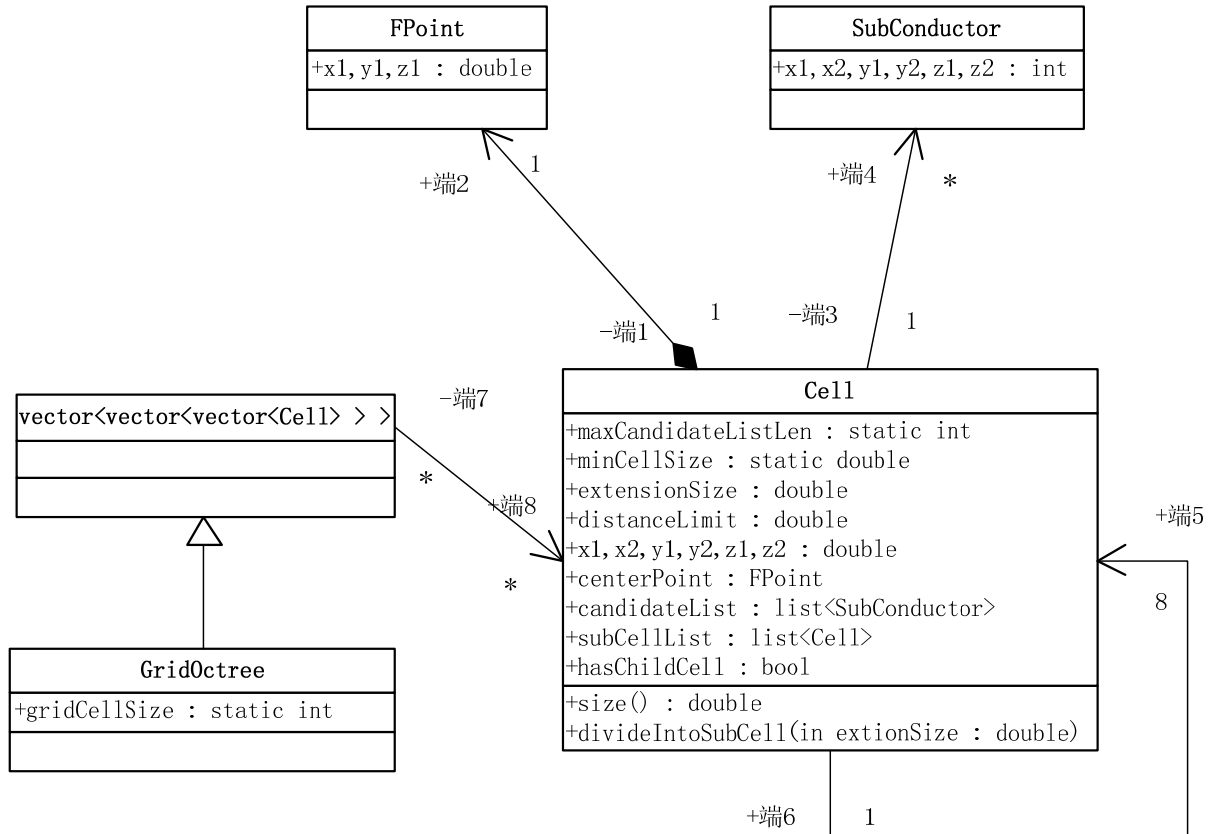 FPoint
+x1,y1,z1 : double
SubConductor
+x1,x2,y1,y2,z1,z2 : int
+端2
1
+端4
*
-端1
1
-端3
1
vector<vector<vector<Cell> > >
-端7
*
+端8
*
Cell
+maxCandidateListLen : static int
+minCellSize : static double
+extensionSize : double
+distanceLimit : double
+x1,x2,y1,y2,z1,z2 : double
+centerPoint : FPoint
+candidateList : list<SubConductor>
+subCellList : list<Cell>
+hasChildCell : bool
+size() : double
+divideIntoSubCell(in extionSize : double)
+端5
8
GridOctree
+gridCellSize : static int
+端6
1